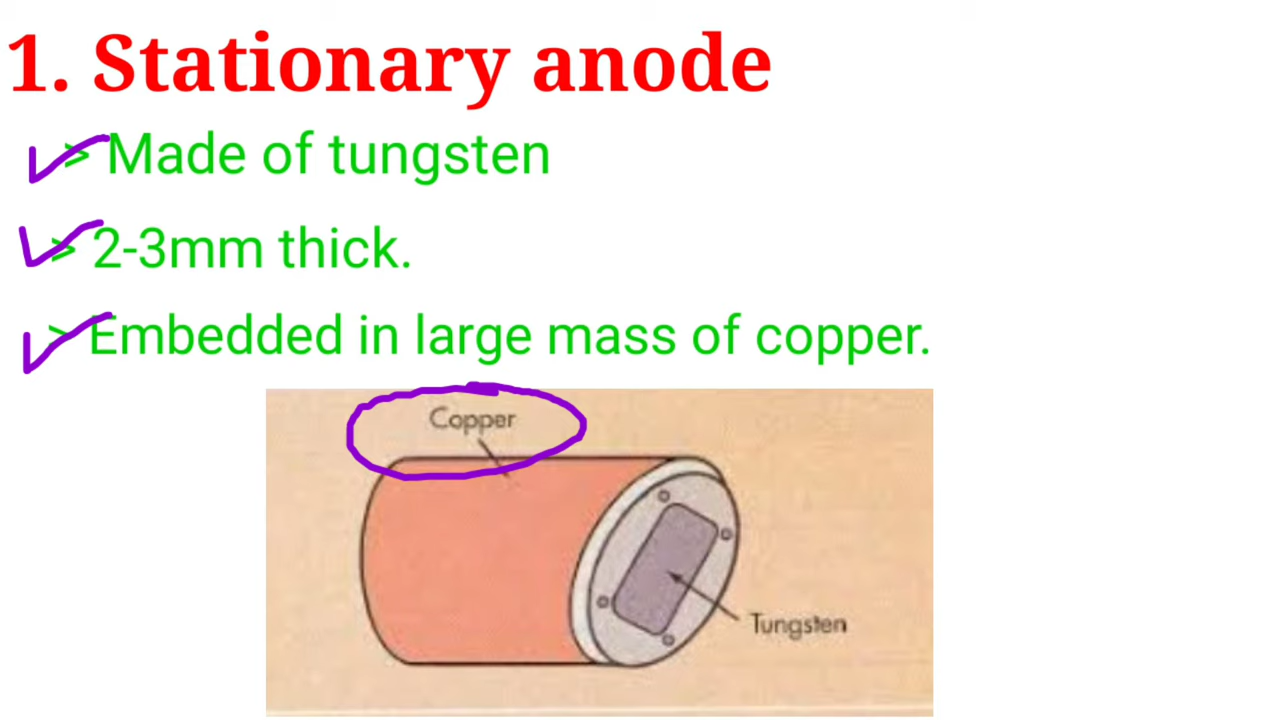 1. Stationary anode
> Made of tungsten
> 2-3mm thick.
> Embedded in large mass of copper.
Copper
Tungsten